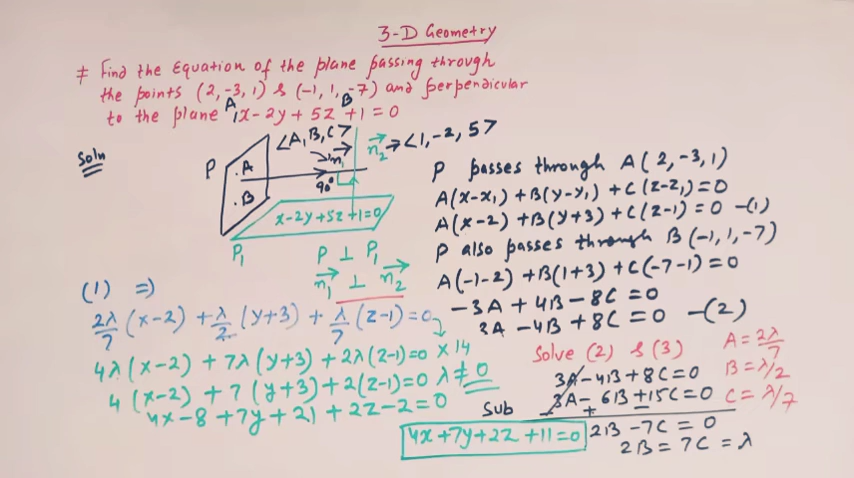 3-D Geometry
# Find the Equation of the plane passing through
the points (2, -3, 1) & (-1, 1, -7) and perpendicular
A B
to the plane x - 2y + 5z + 1 = 0
Soln
P
.A
.B
<A, B, C>
n₁
90°
n₂ → <1, -2, 5>
x - 2y + 5z + 1 = 0
P₁
P ⊥ P₁
n₁ ⊥ n₂
P passes through A(2, -3, 1)
A(x-x₁) + B(y-y₁) + C(z-z₁) = 0
A(x-2) + B(y+3) + C(z-1) = 0 -(1)
P also passes through B(-1, 1, -7)
A(-1-2) + B(1+3) + C(-7-1) = 0
-3A + 4B - 8C = 0
3A - 4B + 8C = 0 -(2)
Solve (2) & (3)
3A - 4B + 8C = 0
3A - 6B + 15C = 0
- + -
2B - 7C = 0
2B = 7C = λ
A = 2λ/7
B = λ/2
C = λ/7
Sub
(1) ⇒
2λ/7 (x-2) + λ/2 (y+3) + λ/7 (z-1) = 0
4λ(x-2) + 7λ(y+3) + 2λ(z-1) = 0 × 14
4(x-2) + 7(y+3) + 2(z-1) = 0 λ ≠ 0
4x - 8 + 7y + 21 + 2z - 2 = 0
4x + 7y + 2z + 11 = 0